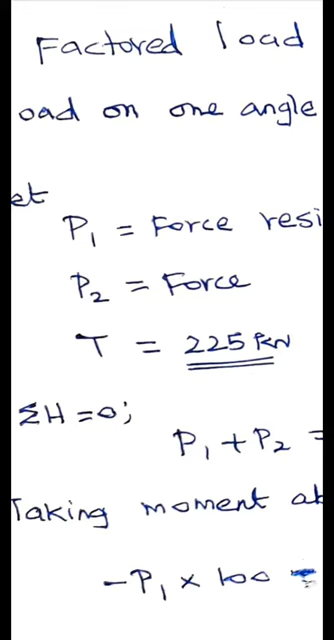 Factored load
oad on one angle
et
P₁ = Force resi
P₂ = Force
T = 225 KN
ΣH = 0;
P₁ + P₂ =
Taking moment ab
-P₁ × 100